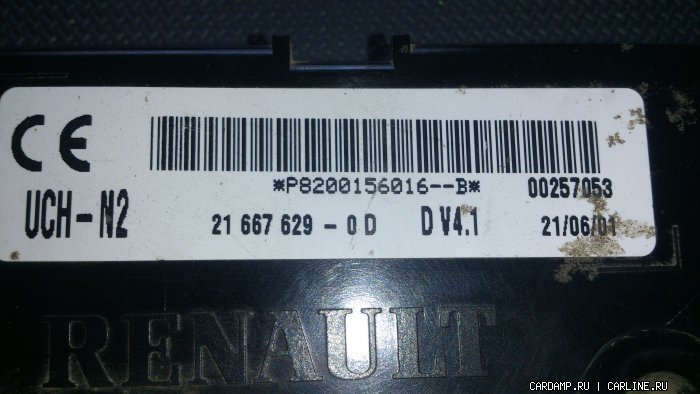 CE
*P8200156016--B* 00257053
UCH-N2 21 667 629 - 0 D D V4.1 21/06/01
RENAULT
CARDAMP.RU | CARLINE.RU